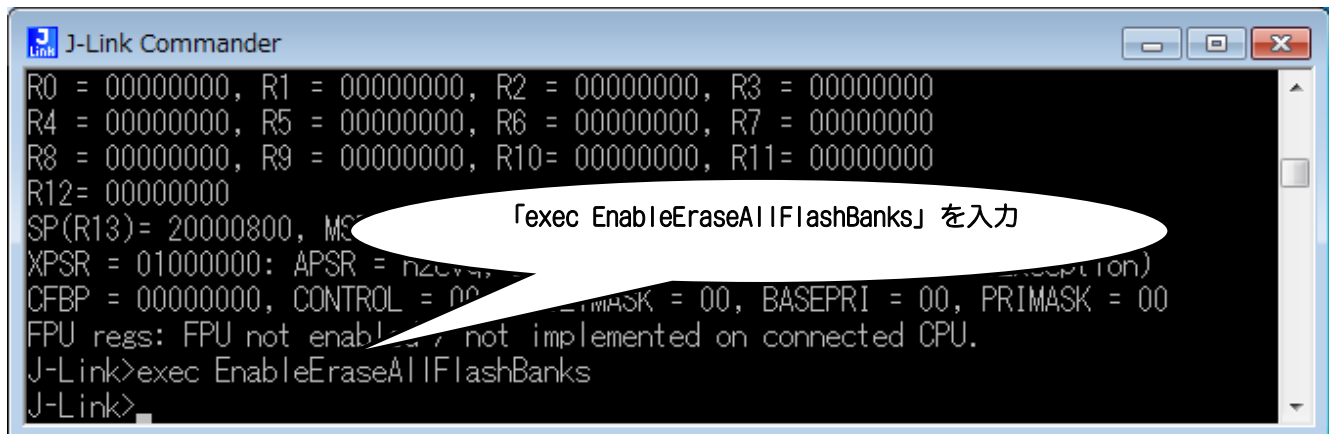 J-Link Commander
R0 = 00000000, R1 = 00000000, R2 = 00000000, R3 = 00000000
R4 = 00000000, R5 = 00000000, R6 = 00000000, R7 = 00000000
R8 = 00000000, R9 = 00000000, R10= 00000000, R11= 00000000
R12= 00000000
「exec EnableEraseAllFlashBanks」を入力
SP(R13)= 20000800,
XPSR = 01000000: APSR =
CFBP = 00000000, CONTROL = 00, BASEPRI = 00, PRIMASK = 00
FPU regs: FPU not enabled / not implemented on connected CPU.
J-Link>exec EnableEraseAllFlashBanks
J-Link>